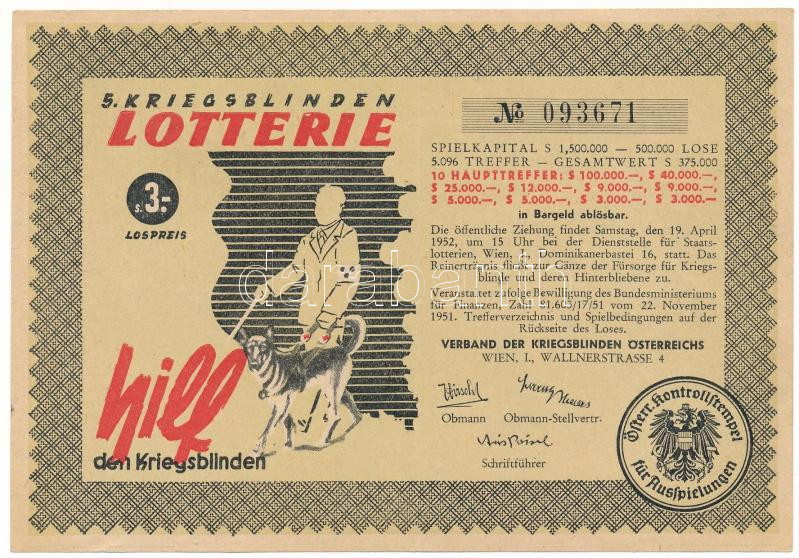 5. KRIEGSBLINDEN
LOTTERIE
S. 3.-
LOSPREIS
hilf
den Kriegsblinden
№ 093671
SPIELKAPITAL S 1,500.000 — 500.000 LOSE
5.096 TREFFER — GESAMTWERT S 375.000
10 HAUPTTREFFER: S 100.000.—, S 40.000.—,
S 25.000.—, S 12.000.—, S 9.000.—, S 9.000.—,
S 5.000.—, S 5.000.—, S 3.000.—, S 3.000.—
in Bargeld ablösbar.
Die öffentliche Ziehung findet Samstag, den 19. April
1952, um 15 Uhr bei der Dienststelle für Staats-
lotterien, Wien, I., Dominikanerbastei 16, statt. Das
Reinerträgnis fließt zur Gänze der Fürsorge für Kriegs-
blinde und deren Hinterbliebene zu.
Veranstaltet zufolge Bewilligung des Bundesministeriums
für Finanzen, Zahl 81.605/17/51 vom 22. November
1951. Trefferverzeichnis und Spielbedingungen auf der
Rückseite des Loses.
VERBAND DER KRIEGSBLINDEN ÖSTERREICHS
WIEN, I., WALLNERSTRASSE 4
Obmann Obmann-Stellvertr.
Schriftführer
Österr. Kontrollstempel
für Ausspielungen
darabanth